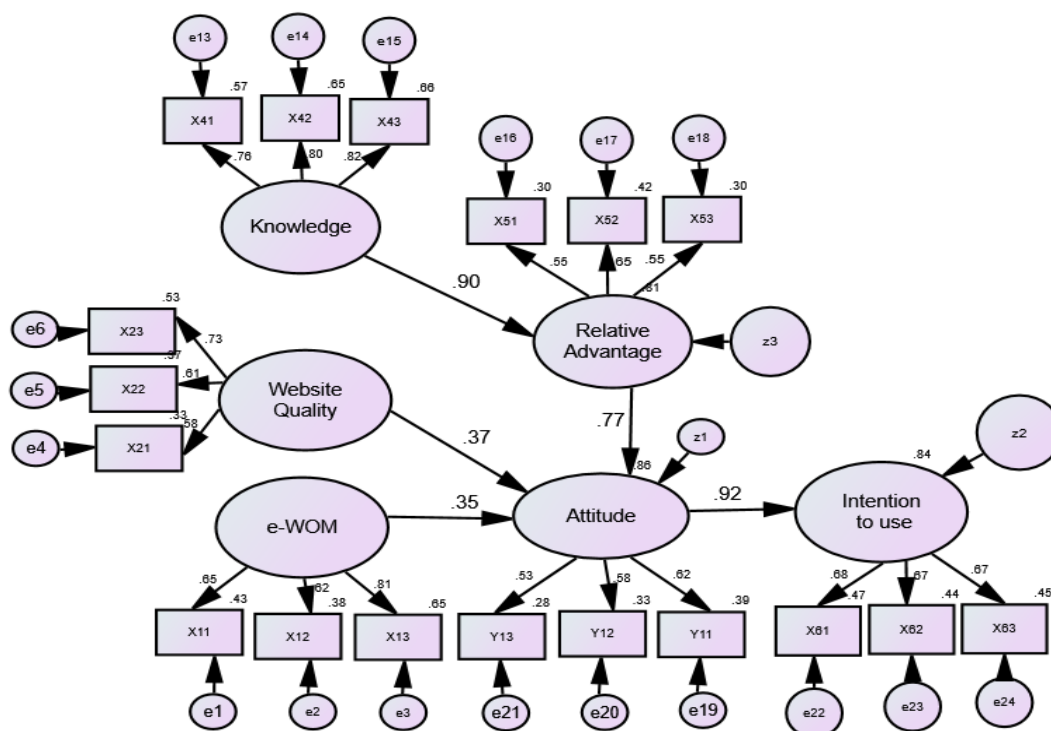 e13
e14
e15
.57
.65
.66
X41
X42
X43
.76
.80
.82
Knowledge
e16
e17
e18
.30
.42
.30
X51
X52
X53
.55
.65
.55
.81
.90
Relative
Advantage
z3
e6
.53
X23
.73
e5
.37
X22
.61
e4
.33
X21
.58
Website
Quality
.37
.77
z1
.86
z2
.84
e-WOM
.35
Attitude
.92
Intention
to use
.65
.62
.81
.43
.38
.65
X11
X12
X13
e1
e2
e3
.53
.58
.62
.28
.33
.39
Y13
Y12
Y11
e21
e20
e19
.68
.67
.67
.47
.44
.45
X61
X62
X63
e22
e23
e24